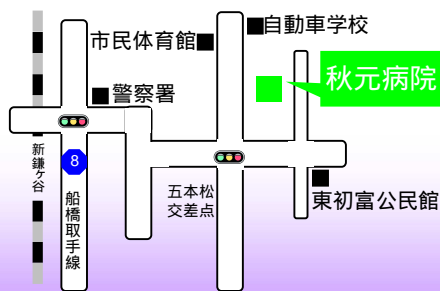 自動車学校
市民体育館
秋元病院
警察署
新鎌ヶ谷
8
船橋取手線
五本松
交差点
東初富公民館